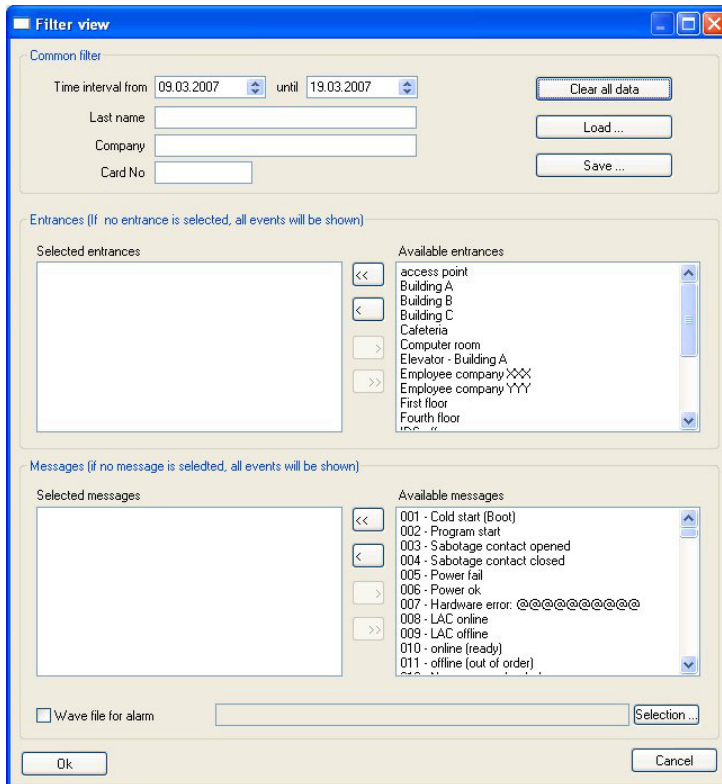 Filter view
Common filter
Time interval from 09.03.2007 until 19.03.2007
Clear all data
Last name
Load ...
Company
Card No
Save ...
Entrances (If no entrance is selected, all events will be shown)
Selected entrances
<<
<
>
>>
Available entrances
access point
Building A
Building B
Building C
Cafeteria
Computer room
Elevator - Building A
Employee company XXX
Employee company YYY
First floor
Fourth floor
Messages (if no message is seledted, all events will be shown)
Selected messages
<<
<
>
>>
Available messages
001 - Cold start (Boot)
002 - Program start
003 - Sabotage contact opened
004 - Sabotage contact closed
005 - Power fail
006 - Power ok
007 - Hardware error: @@@@@@@@@@
008 - LAC online
009 - LAC offline
010 - online (ready)
011 - offline (out of order)
Wave file for alarm
Selection ...
Ok
Cancel